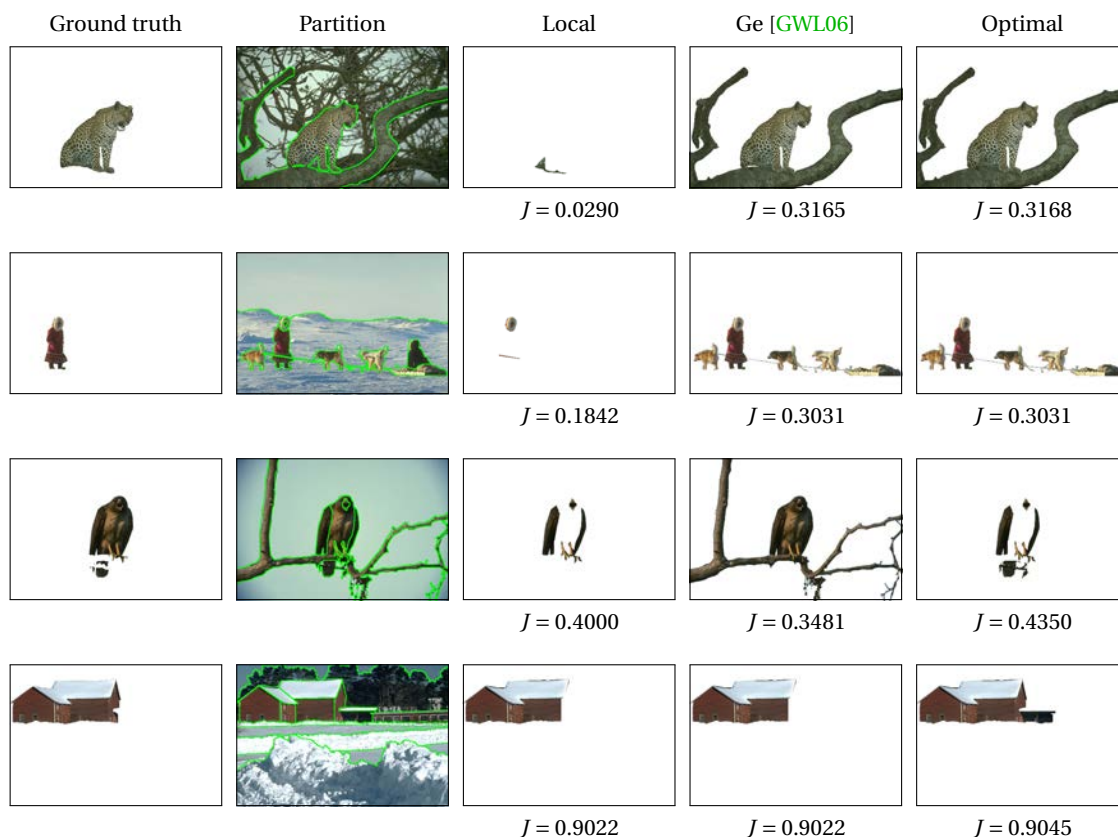 Ground truth Partition Local Ge [GWL06] Optimal
J = 0.0290 J = 0.3165 J = 0.3168
J = 0.1842 J = 0.3031 J = 0.3031
J = 0.4000 J = 0.3481 J = 0.4350
J = 0.9022 J = 0.9022 J = 0.9045